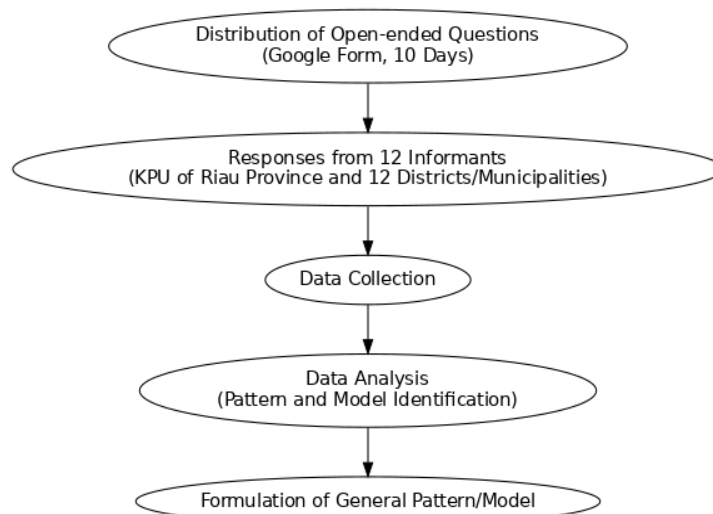 Distribution of Open-ended Questions
(Google Form, 10 Days)
Responses from 12 Informants
(KPU of Riau Province and 12 Districts/Municipalities)
Data Collection
Data Analysis
(Pattern and Model Identification)
Formulation of General Pattern/Model